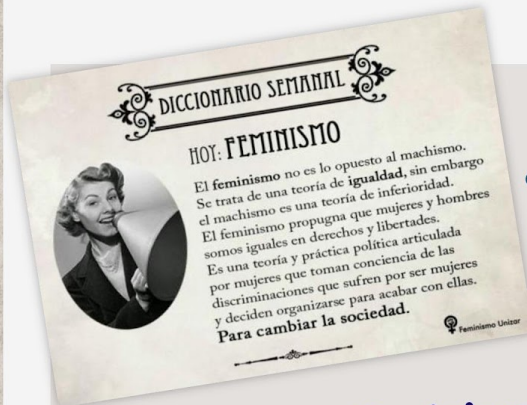 DICCIONARIO SEMANAL
HOY: FEMINISMO
El feminismo no es lo opuesto al machismo.
Se trata de una teoría de igualdad, sin embargo
el machismo es una teoría de inferioridad.
El feminismo propugna que mujeres y hombres
somos iguales en derechos y libertades.
Es una teoría y práctica política articulada
por mujeres que toman conciencia de las
discriminaciones que sufren por ser mujeres
y deciden organizarse para acabar con ellas.
Para cambiar la sociedad.
Feminismo Unizar